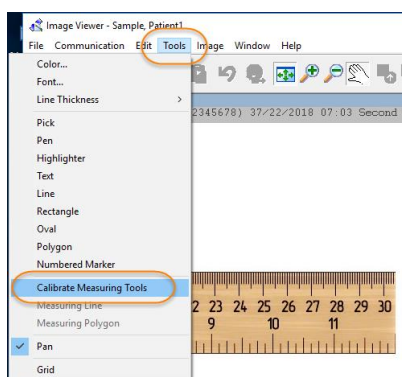 Image Viewer - Sample, Patient1
File Communication Edit Tools Image Window Help
Color...
Font...
Line Thickness >
2345678) 37/22/2018 07:03 Second
Pick
Pen
Highlighter
Text
Line
Rectangle
Oval
Polygon
Numbered Marker
Calibrate Measuring Tools
Measuring Line
2 23 24 25 26 27 28 29 30
Measuring Polygon
9 10 11
Pan
Grid